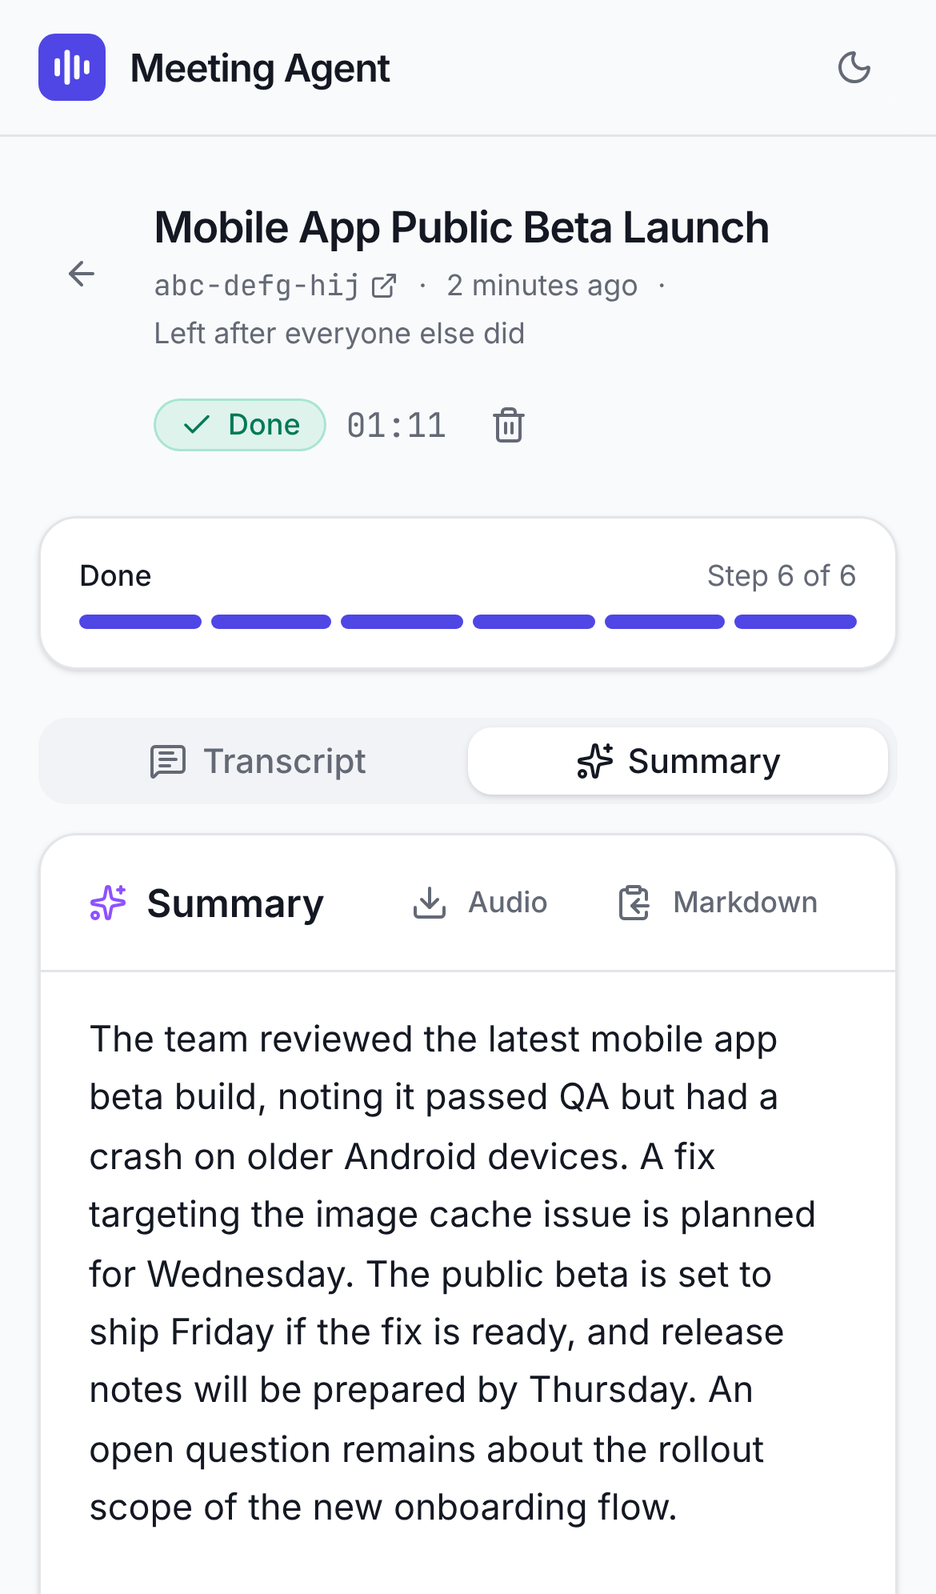 Meeting Agent
Mobile App Public Beta Launch
abc-defg-hij · 2 minutes ago ·
Left after everyone else did
Done 01:11
Done Step 6 of 6
Transcript Summary
Summary Audio Markdown
The team reviewed the latest mobile app
beta build, noting it passed QA but had a
crash on older Android devices. A fix
targeting the image cache issue is planned
for Wednesday. The public beta is set to
ship Friday if the fix is ready, and release
notes will be prepared by Thursday. An
open question remains about the rollout
scope of the new onboarding flow.